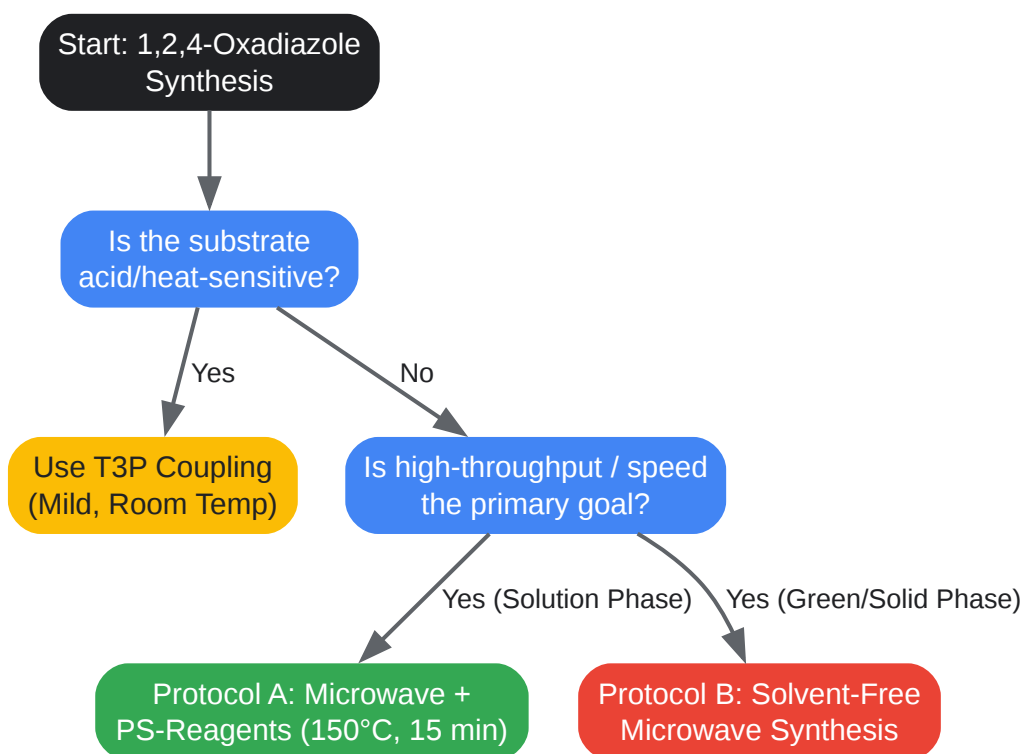 Start: 1,2,4-Oxadiazole
Synthesis
Is the substrate
acid/heat-sensitive?
Yes
No
Use T3P Coupling
(Mild, Room Temp)
Is high-throughput / speed
the primary goal?
Yes (Solution Phase)
Yes (Green/Solid Phase)
Protocol A: Microwave +
PS-Reagents (150°C, 15 min)
Protocol B: Solvent-Free
Microwave Synthesis